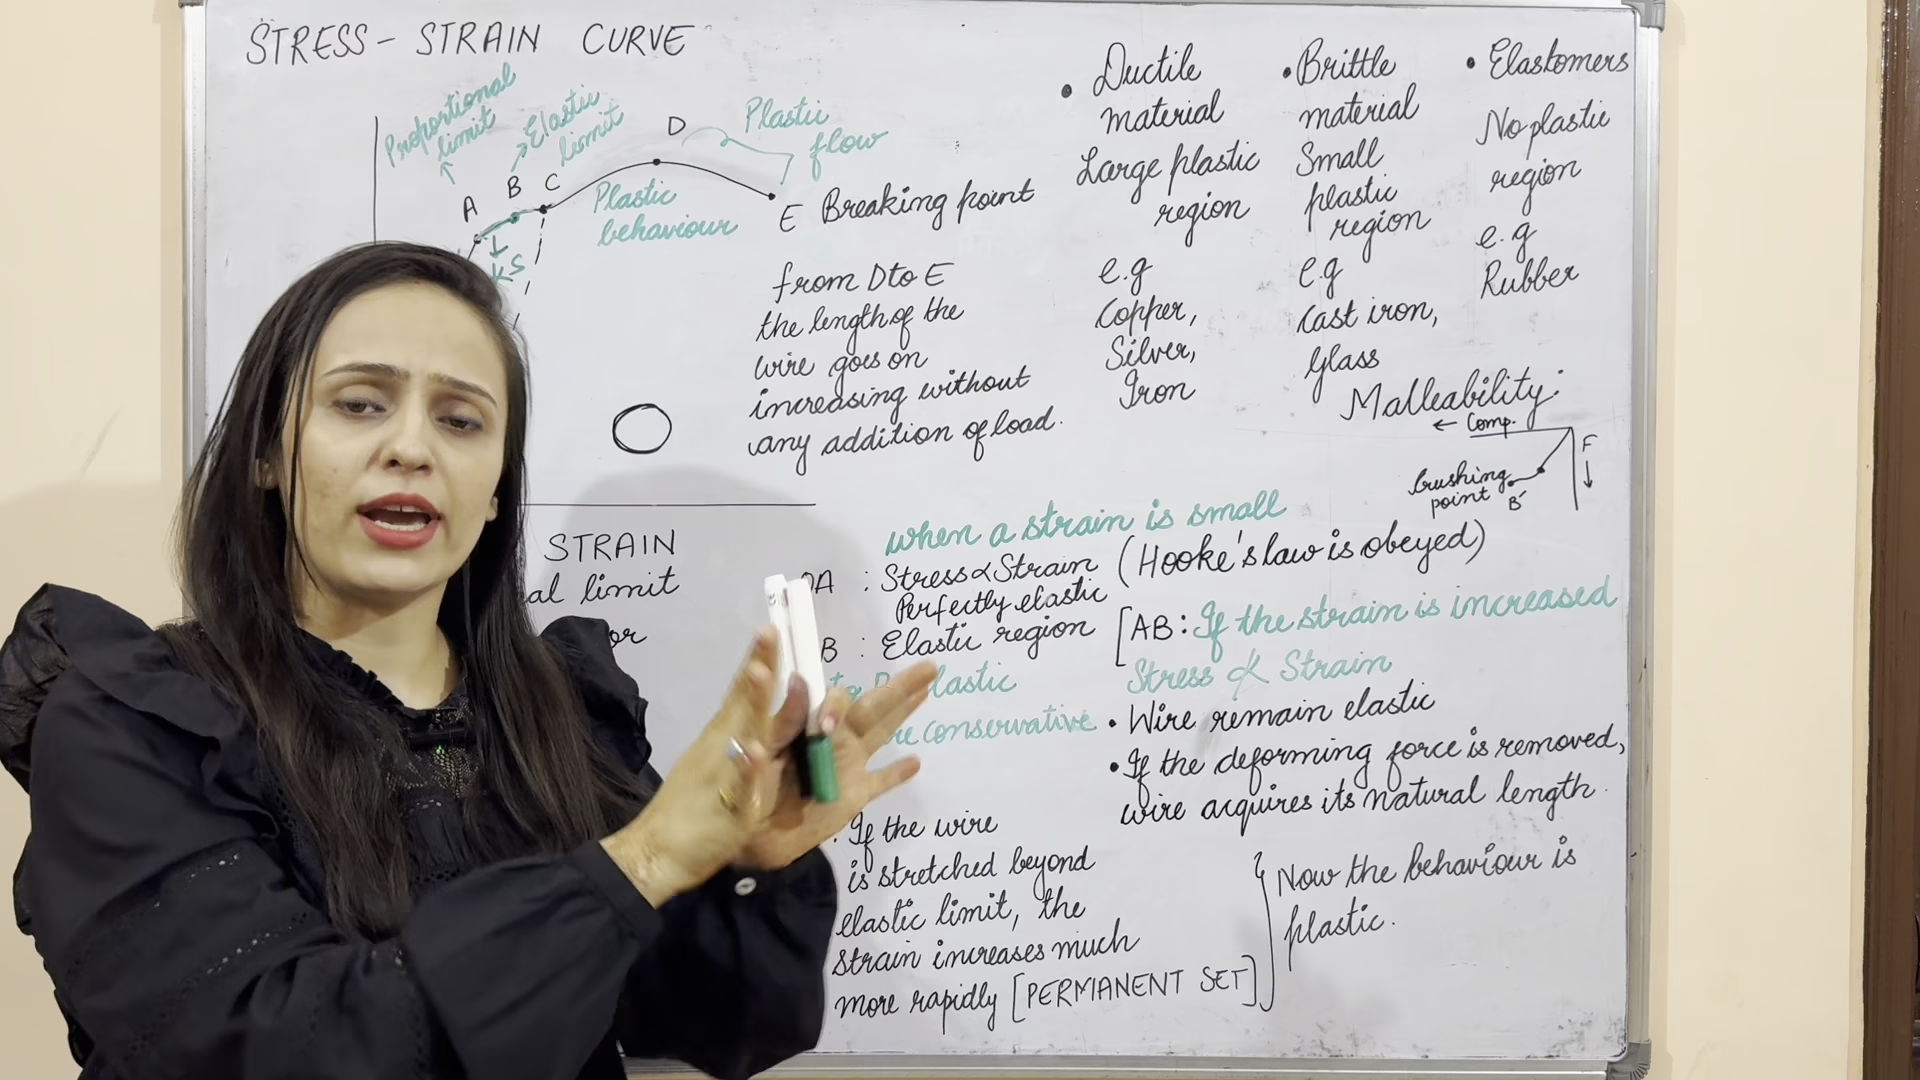 STRESS - STRAIN CURVE
Proportional
limit
Elastic
limit
A
B
C
D
Plastic
flow
Plastic
behaviour
E Breaking point
from D to E
the length of the
wire goes on
increasing without
any addition of load.
• Ductile
material
Large plastic
region
e.g
Copper,
Silver,
Iron
• Brittle
material
Small
plastic
region
e.g
Cast iron,
Glass
• Elastomers
No plastic
region
e.g
Rubber
Malleability:
← Comp.
F
↓
Crushing
point B'
STRAIN
al limit
or
when a strain is small
OA : Stress ∝ Strain (Hooke's law is obeyed)
Perfectly elastic
B : Elastic region
lastic
re conservative
[AB: If the strain is increased
Stress ∝̸ Strain
• Wire remain elastic
• If the deforming force is removed,
wire acquires its natural length.
If the wire
is stretched beyond
elastic limit, the
strain increases much
more rapidly [PERMANENT SET]
} Now the behaviour is
plastic.